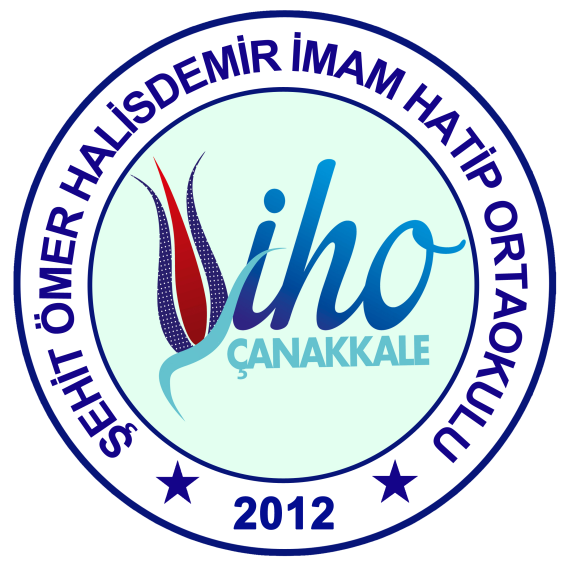 ŞEHİT ÖMER HALİSDEMİR İMAM HATİP ORTAOKULU
iho
ÇANAKKALE
2012